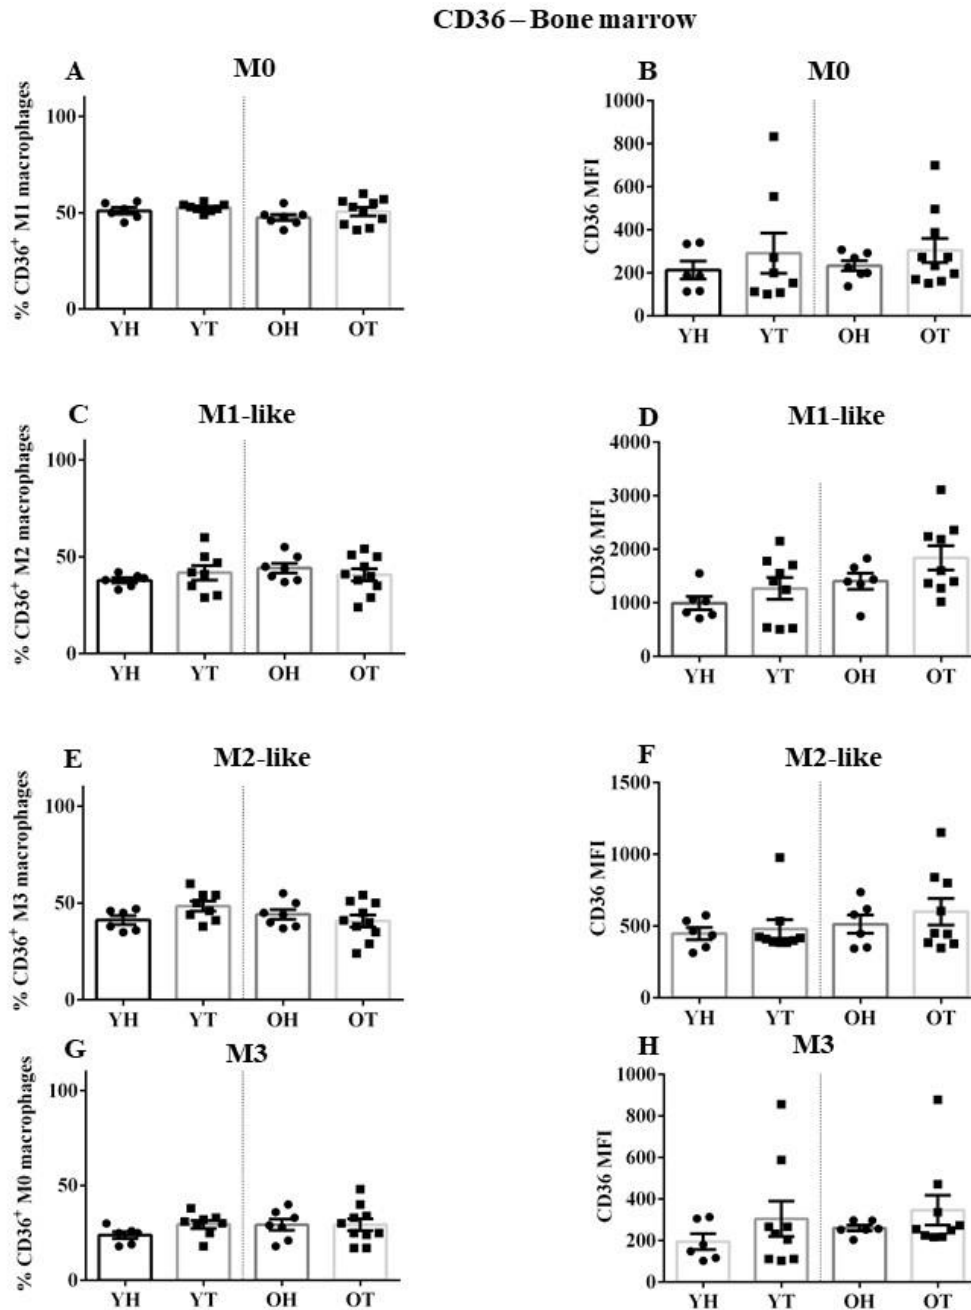 CD36 – Bone marrow
A
M0
% CD36+ M1 macrophages
100
50
0
YH YT OH OT
B
M0
CD36 MFI
1000
800
600
400
200
0
YH YT OH OT
C
M1-like
% CD36+ M2 macrophages
100
50
0
YH YT OH OT
D
M1-like
CD36 MFI
4000
3000
2000
1000
0
YH YT OH OT
E
M2-like
% CD36+ M3 macrophages
100
50
0
YH YT OH OT
F
M2-like
CD36 MFI
1500
1000
500
0
YH YT OH OT
G
M3
% CD36+ M0 macrophages
100
50
0
YH YT OH OT
H
M3
CD36 MFI
1000
800
600
400
200
0
YH YT OH OT